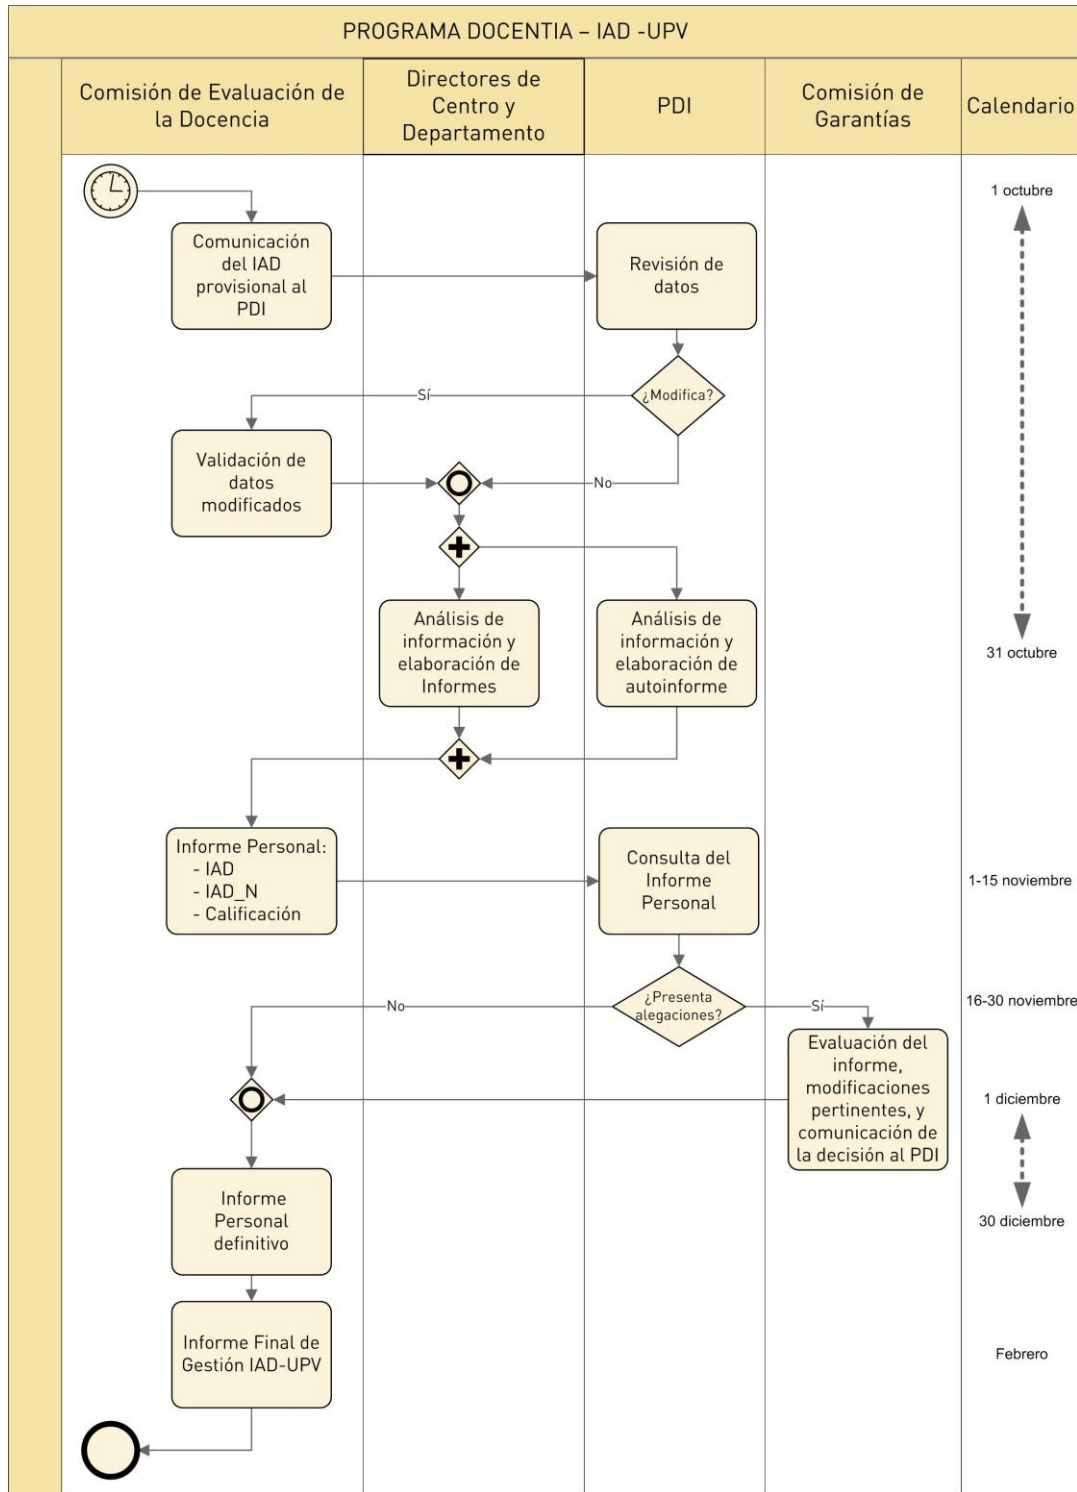 PROGRAMA DOCENTIA – IAD -UPV
Comisión de Evaluación de
la Docencia
Directores de
Centro y
Departamento
PDI
Comisión de
Garantías
Calendario
1 octubre
Comunicación
del IAD
provisional al
PDI
Revisión de
datos
¿Modifica?
Sí
Validación de
datos
modificados
No
Análisis de
información y
elaboración de
Informes
Análisis de
información y
elaboración de
autoinforme
31 octubre
Informe Personal:
- IAD
- IAD_N
- Calificación
Consulta del
Informe
Personal
1-15 noviembre
¿Presenta
alegaciones?
No
Sí
16-30 noviembre
Evaluación del
informe,
modificaciones
pertinentes, y
comunicación de
la decisión al PDI
1 diciembre
Informe
Personal
definitivo
30 diciembre
Informe Final de
Gestión IAD-UPV
Febrero